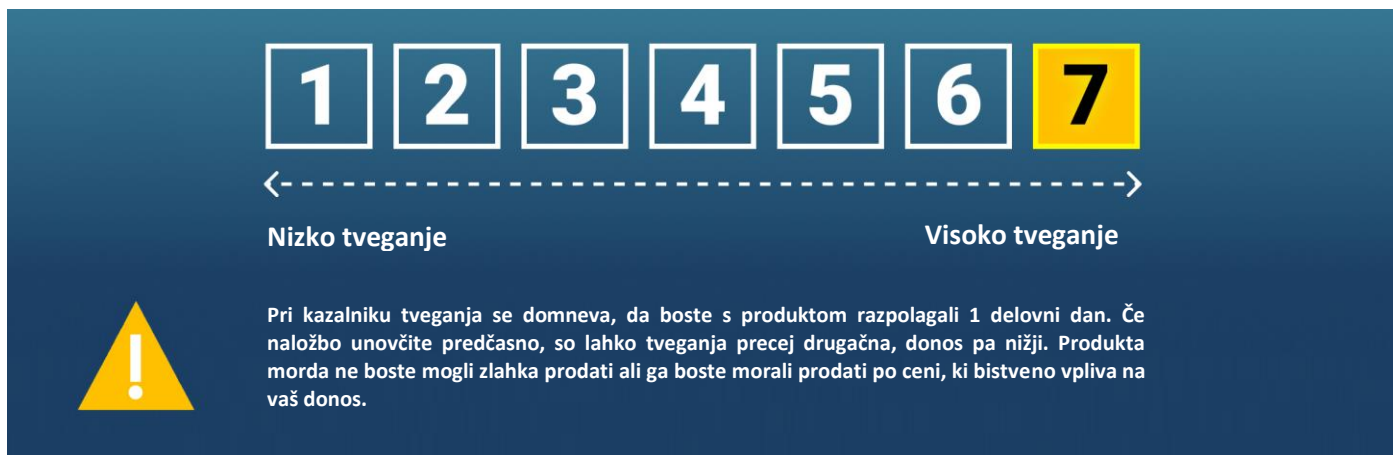 1 2 3 4 5 6 7
Nizko tveganje Visoko tveganje
Pri kazalniku tveganja se domneva, da boste s produktom razpolagali 1 delovni dan. Če
naložbo unovčite predčasno, so lahko tveganja precej drugačna, donos pa nižji. Produkta
morda ne boste mogli zlahka prodati ali ga boste morali prodati po ceni, ki bistveno vpliva na
vaš donos.